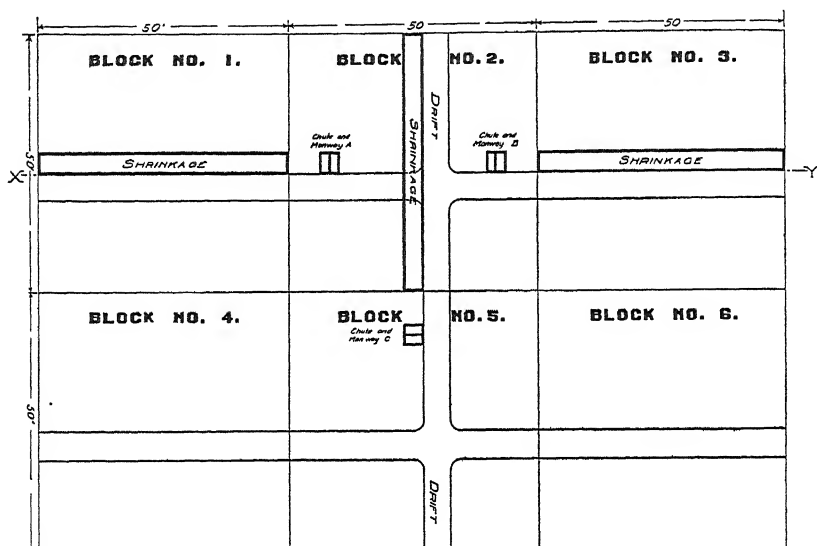 50' 50 50
BLOCK NO. 1. BLOCK NO. 2. BLOCK NO. 3.
DRIFT
SHRINKAGE
Chute and
Manway A
Chute and
Manway B
50'
SHRINKAGE
SHRINKAGE
X Y
BLOCK NO. 4. BLOCK NO. 5. BLOCK NO. 6.
Chute and
Manway C
50'
DRIFT